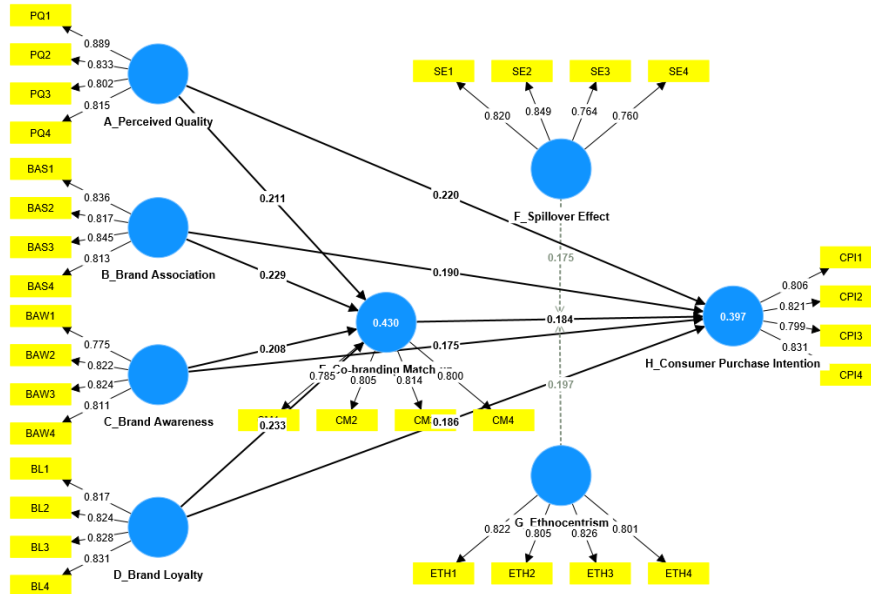 PQ1
0.889
PQ2
0.833
PQ3
0.802
PQ4
0.815
A_Perceived Quality
BAS1
0.836
BAS2
0.817
BAS3
0.845
BAS4
0.813
B_Brand Association
BAW1
0.775
BAW2
0.822
BAW3
0.824
BAW4
0.811
C_Brand Awareness
BL1
0.817
BL2
0.824
BL3
0.828
BL4
0.831
D_Brand Loyalty
0.211
0.229
0.208
0.233
0.430
Co-branding Match
0.785
0.805
0.814
0.800
CM2
CM4
SE1
SE2
SE3
SE4
0.820
0.849
0.764
0.760
F_Spillover Effect
0.175
0.220
0.190
0.184
0.175
0.197
0.186
G_Ethnocentrism
0.822
0.805
0.826
0.801
ETH1
ETH2
ETH3
ETH4
0.397
H_Consumer Purchase Intention
CPI1
0.806
CPI2
0.821
CPI3
0.799
CPI4
0.831